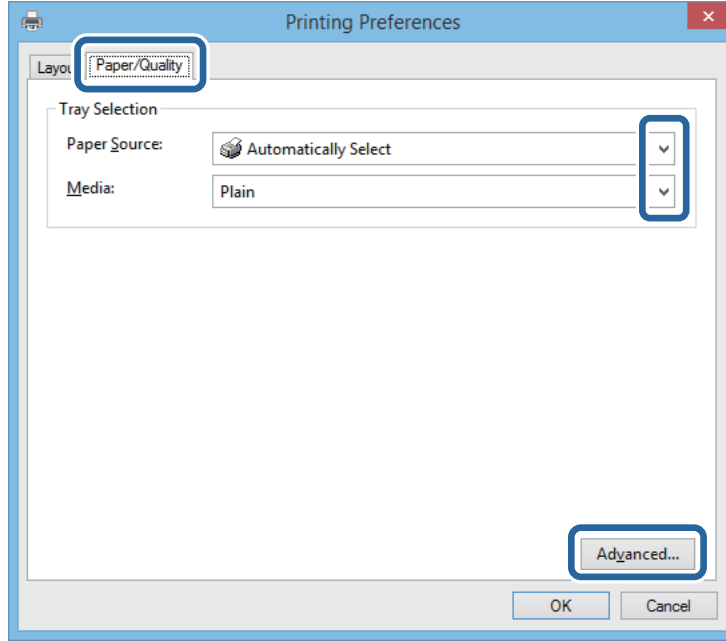 Printing Preferences
Layou Paper/Quality
Tray Selection
Paper Source: Automatically Select
Media: Plain
Advanced...
OK Cancel